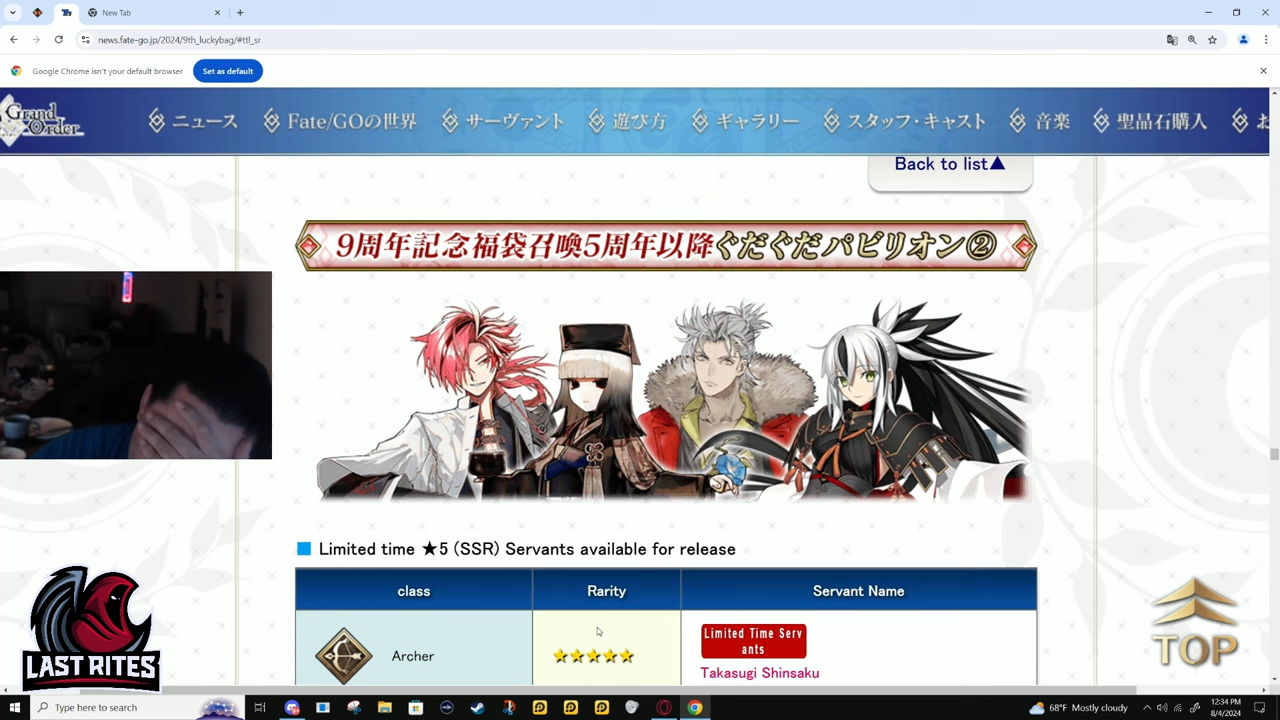 New Tab
news.fate-go.jp/2024/9th_luckybag/#ttl_sr
Google Chrome isn't your default browser
Set as default
Grand Order
ニュース
Fate/GOの世界
サーヴァント
遊び方
ギャラリー
スタッフ・キャスト
音楽
聖晶石購入
お
Back to list▲
9周年記念福袋召喚5周年以降ぐだぐだパビリオン②
Limited time ★5 (SSR) Servants available for release
class
Rarity
Servant Name
Archer
★★★★★
Limited Time Serv
ants
Takasugi Shinsaku
TOP
LAST RITES
Type here to search
68°F Mostly cloudy
12:34 PM
8/4/2024